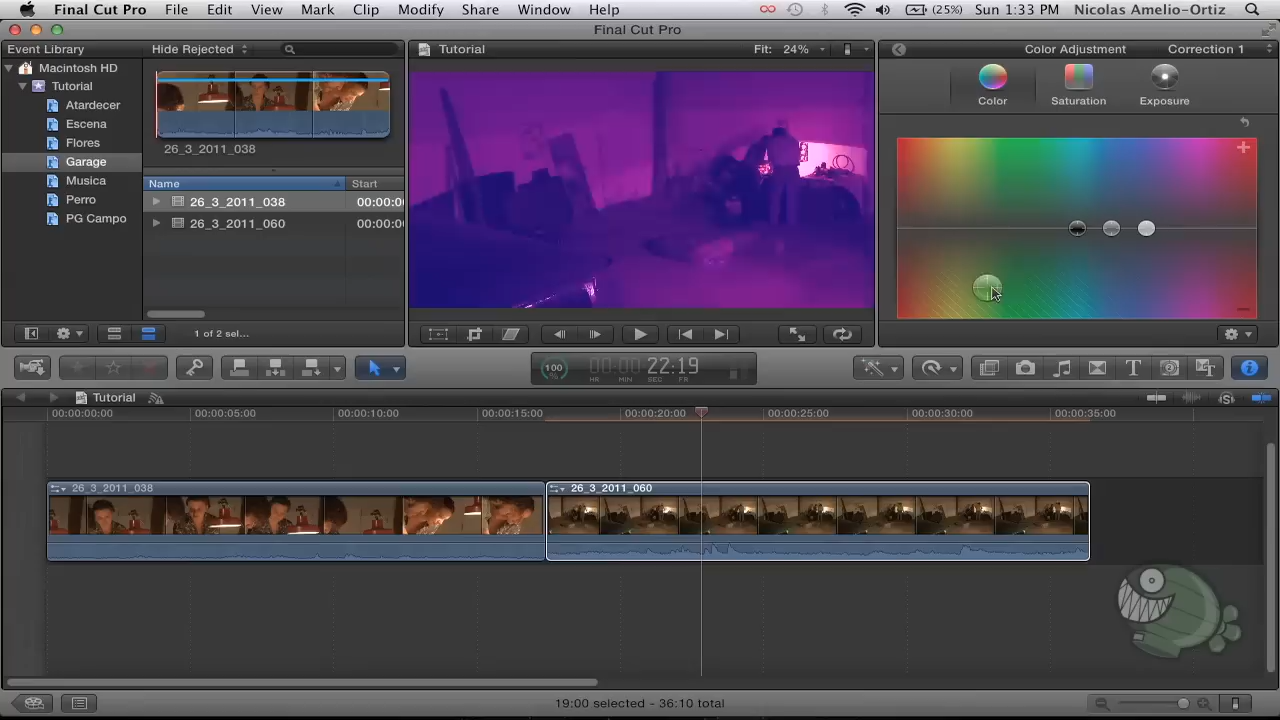 Final Cut Pro File Edit View Mark Clip Modify Share Window Help (25%) Sun 1:33 PM Nicolas Amelio-Ortiz
Final Cut Pro
Event Library
Hide Rejected
Tutorial
Fit: 24%
Color Adjustment
Correction 1
Macintosh HD
Tutorial
Atardecer
Escena
Flores
Garage
Musica
Perro
PG Campo
26_3_2011_038
Name Start
26_3_2011_038 00:00:0
26_3_2011_060 00:00:0
1 of 2 sel...
Color Saturation Exposure
100
%
00:00 22:19
HR MIN SEC FR
Tutorial
00:00:00:00 00:00:05:00 00:00:10:00 00:00:15:00 00:00:20:00 00:00:25:00 00:00:30:00 00:00:35:00
26_3_2011_038
26_3_2011_060
19:00 selected - 36:10 total